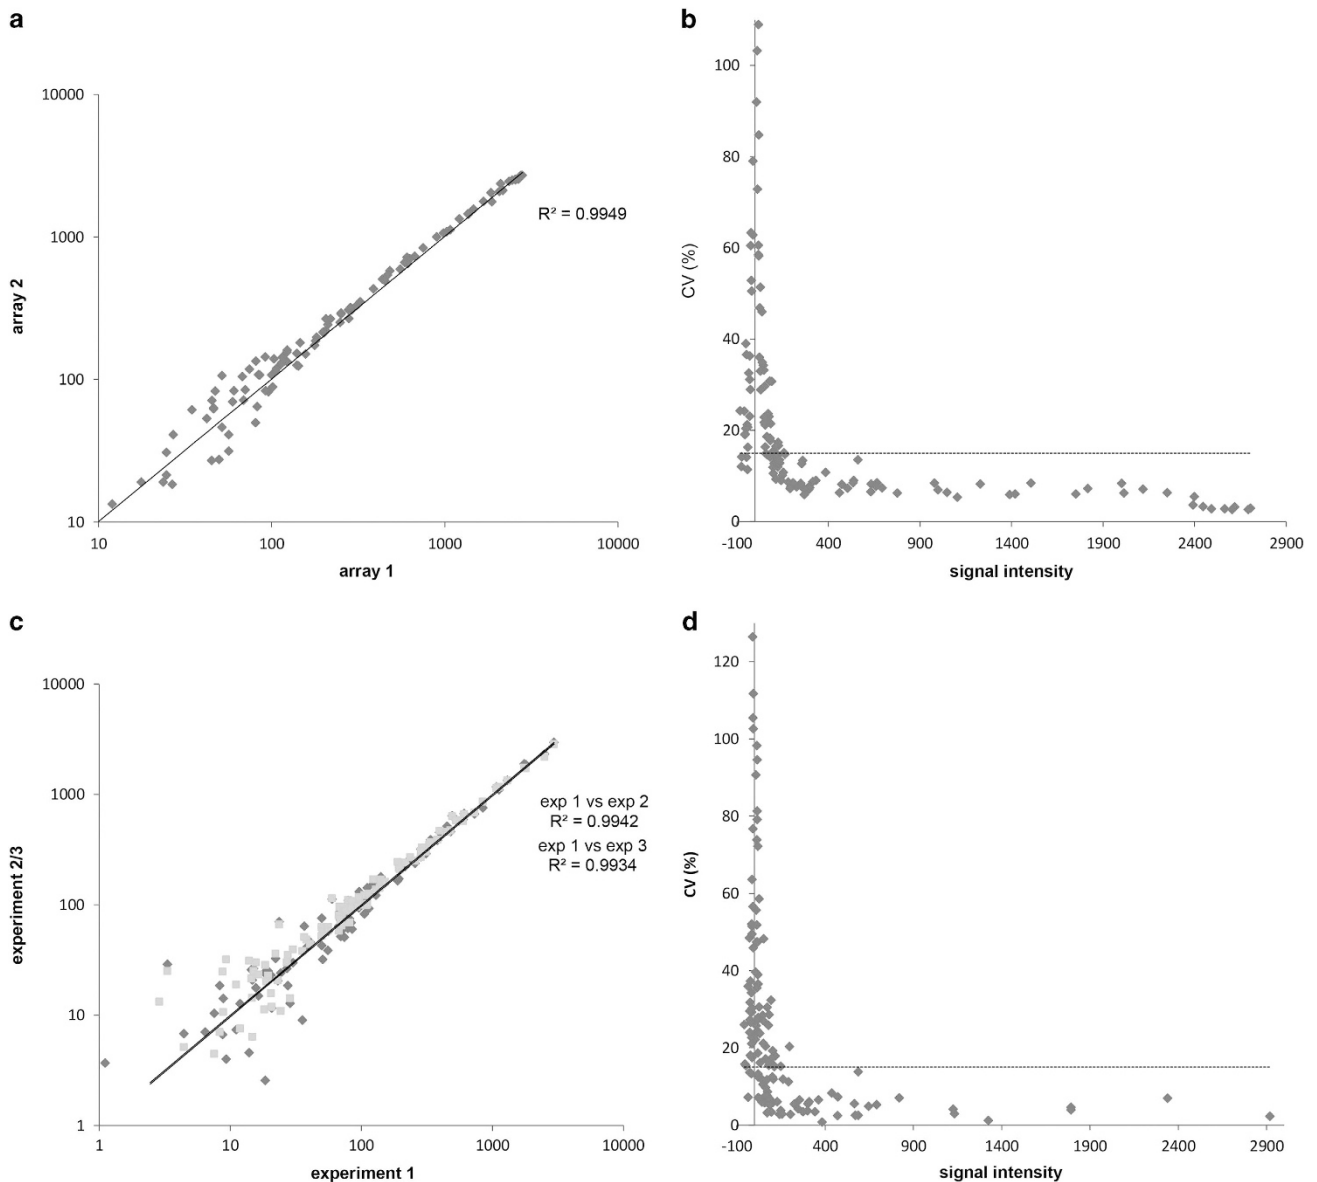 a
10000
1000
100
10
10
100
1000
10000
array 2
array 1
R² = 0.9949
b
100
80
60
40
20
0
-100
400
900
1400
1900
2400
2900
CV (%)
signal intensity
c
10000
1000
100
10
1
1
10
100
1000
10000
experiment 2/3
experiment 1
exp 1 vs exp 2
R² = 0.9942
exp 1 vs exp 3
R² = 0.9934
d
120
100
80
60
40
20
0
-100
400
900
1400
1900
2400
2900
CV (%)
signal intensity